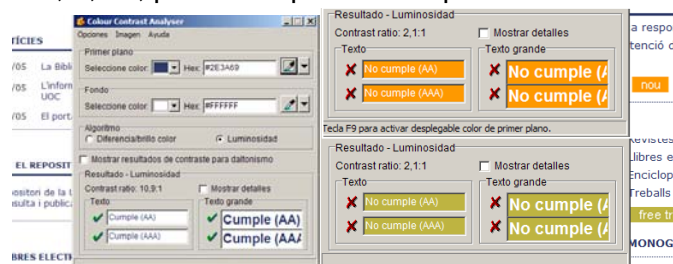 TÍCIES
/05 La Bibl
/05 L'inform
UOC
/05 El port
EL REPOSIT
ositori de la l
sulta i public
BRES ELECT
Colour Contrast Analyser
Opciones Imagen Ayuda
Primer plano
Seleccione color: Hex: #2E3A69
Fondo
Seleccione color: Hex: #FFFFFF
Algoritmo
Diferencia/brillo color Luminosidad
Mostrar resultados de contraste para daltonismo
Resultado - Luminosidad
Contrast ratio: 10,9:1 Mostrar detalles
Texto Texto grande
Cumple (AA) Cumple (AA)
Cumple (AAA) Cumple (AAA
Resultado - Luminosidad
Contrast ratio: 2,1:1 Mostrar detalles
Texto Texto grande
No cumple (AA) No cumple (A
No cumple (AAA) No cumple (A
Tecla F9 para activar desplegable color de primer plano.
Resultado - Luminosidad
Contrast ratio: 2,1:1 Mostrar detalles
Texto Texto grande
No cumple (AA) No cumple (A
No cumple (AAA) No cumple (A
a respo
tenció d
nou
Revistes
Llibres e
Enciclop
Treballs
free tr
MONOG